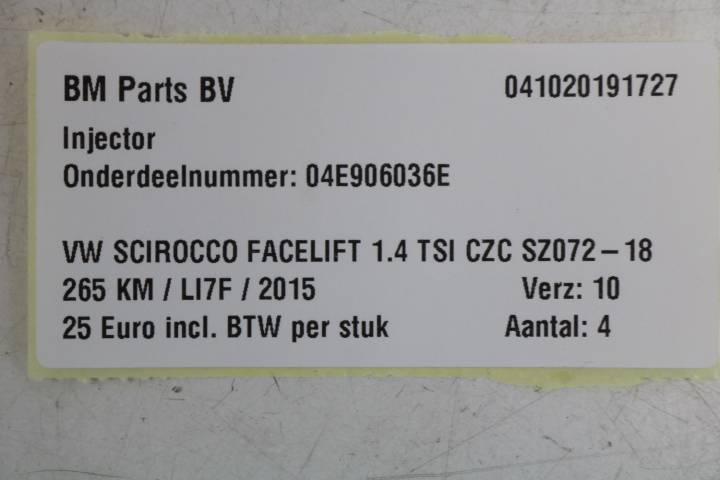 BM Parts BV 041020191727
Injector
Onderdeelnummer: 04E906036E
VW SCIROCCO FACELIFT 1.4 TSI CZC SZ072-18
265 KM / LI7F / 2015 Verz: 10
25 Euro incl. BTW per stuk Aantal: 4